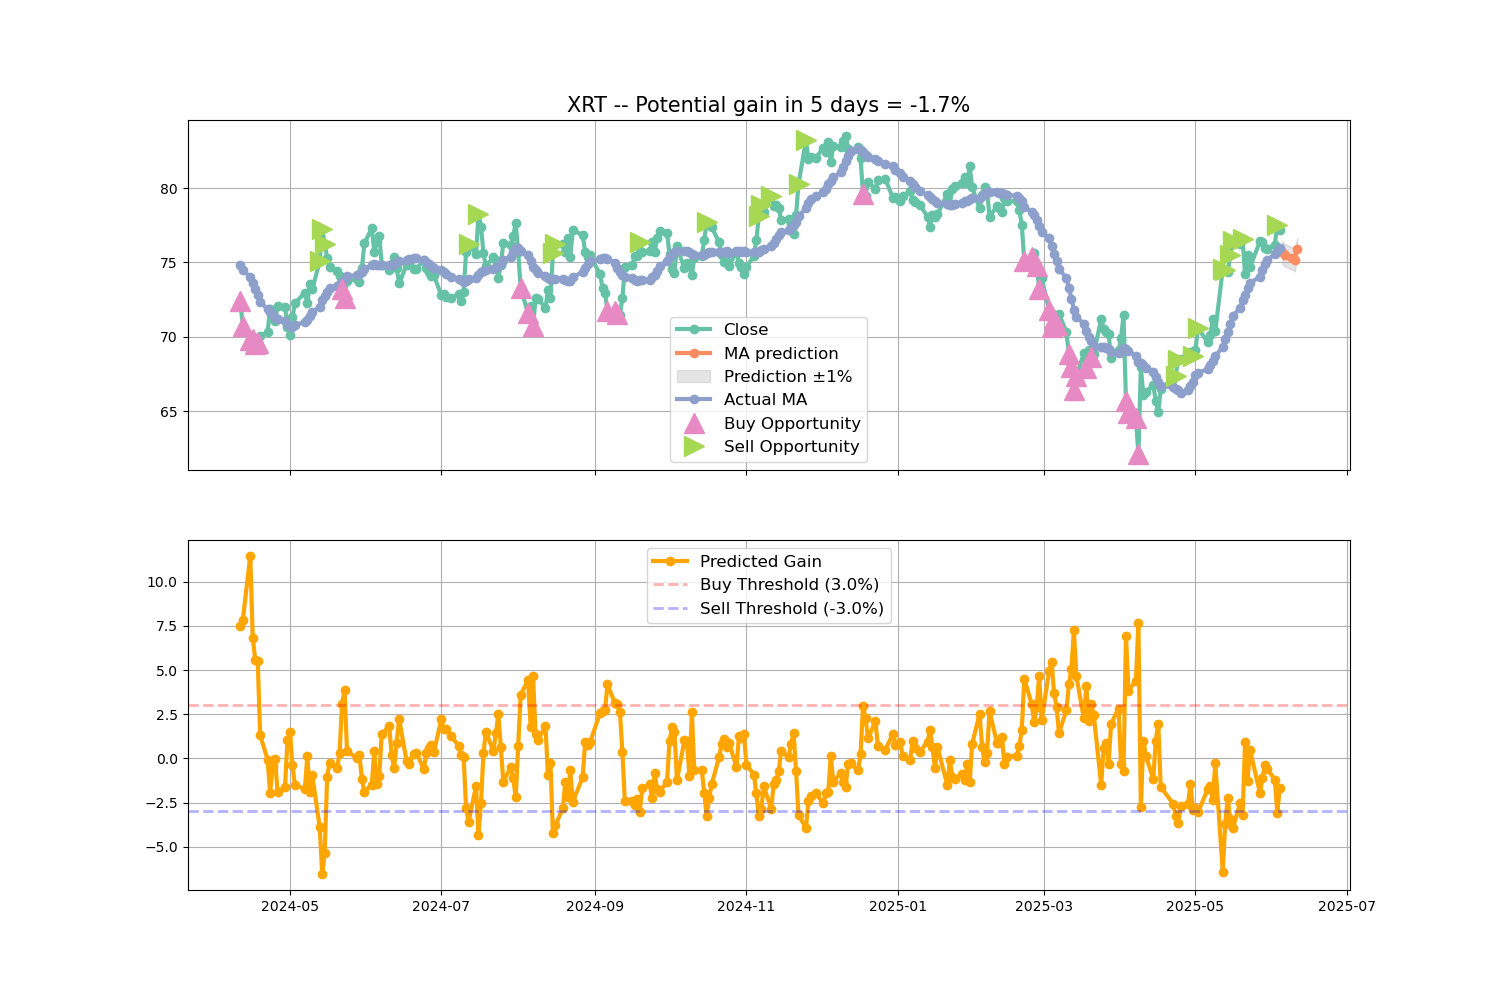 XRT -- Potential gain in 5 days = -1.7%
80
75
70
65
Close
MA prediction
Prediction ±1%
Actual MA
Buy Opportunity
Sell Opportunity
10.0
7.5
5.0
2.5
0.0
−2.5
−5.0
Predicted Gain
Buy Threshold (3.0%)
Sell Threshold (-3.0%)
2024-05 2024-07 2024-09 2024-11 2025-01 2025-03 2025-05 2025-07